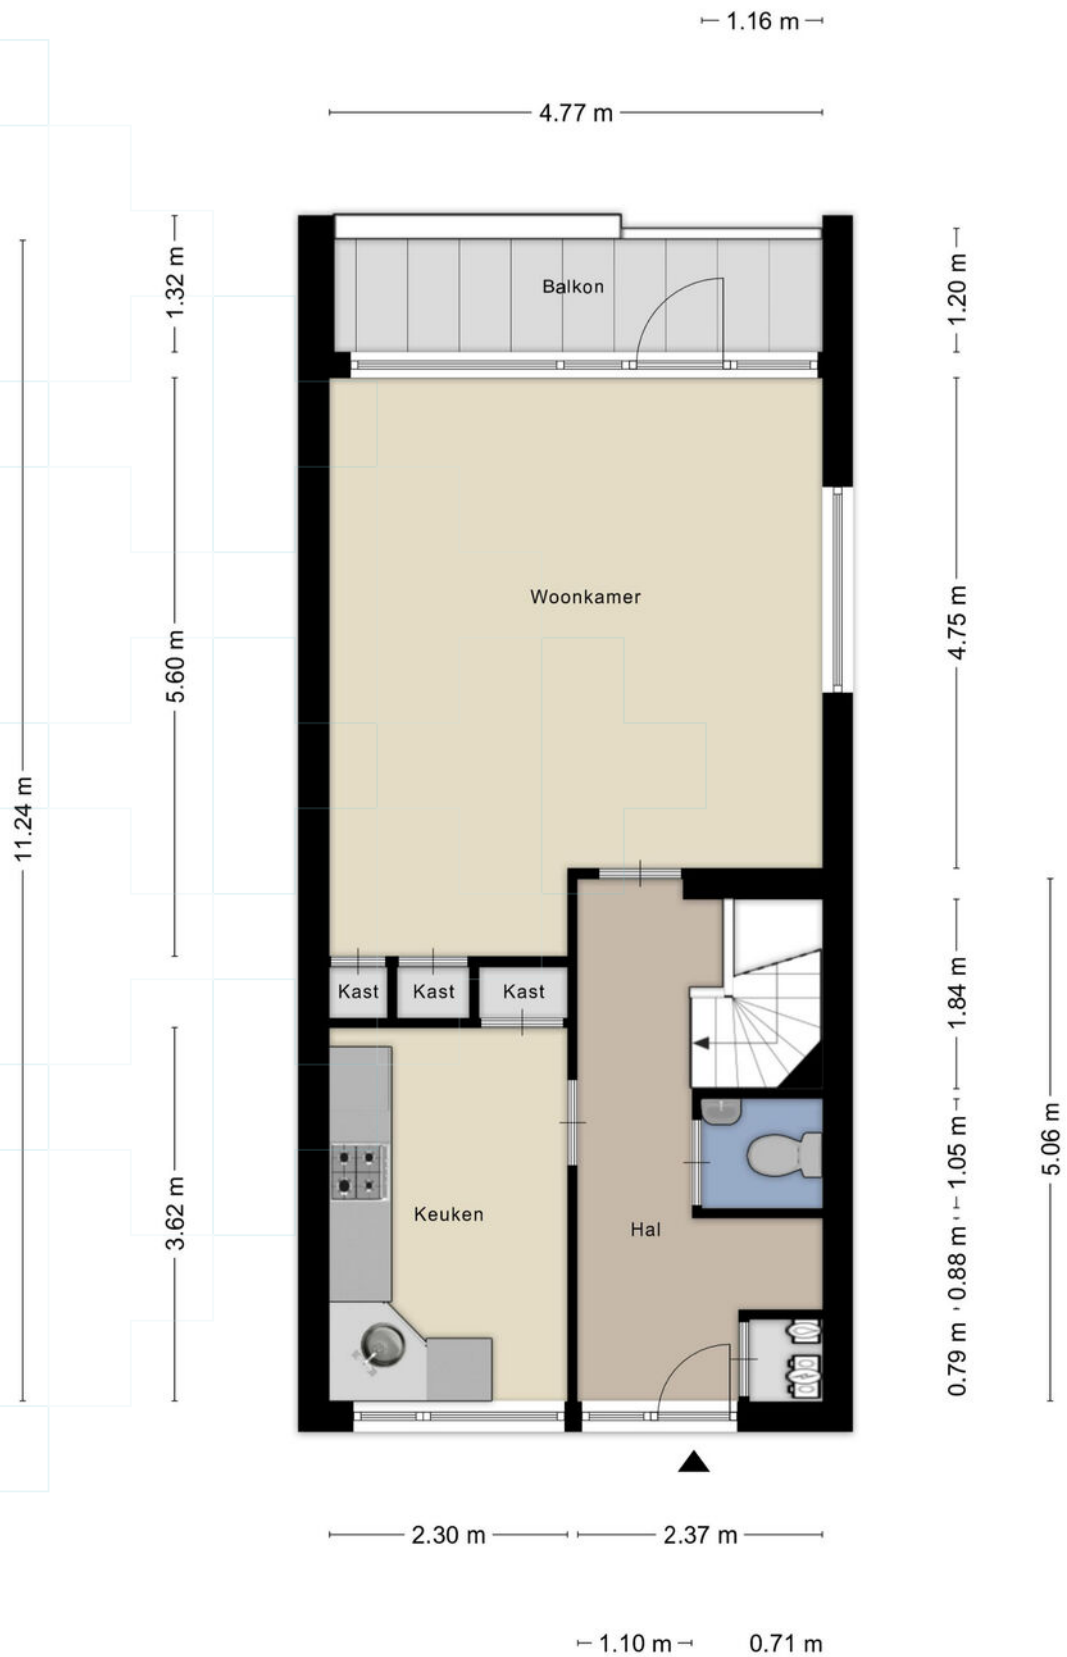 1.16 m
4.77 m
1.32 m
1.20 m
Balkon
11.24 m
5.60 m
Woonkamer
4.75 m
Kast
Kast
Kast
1.84 m
3.62 m
Keuken
Hal
1.05 m
0.88 m
0.79 m
5.06 m
2.30 m
2.37 m
1.10 m
0.71 m